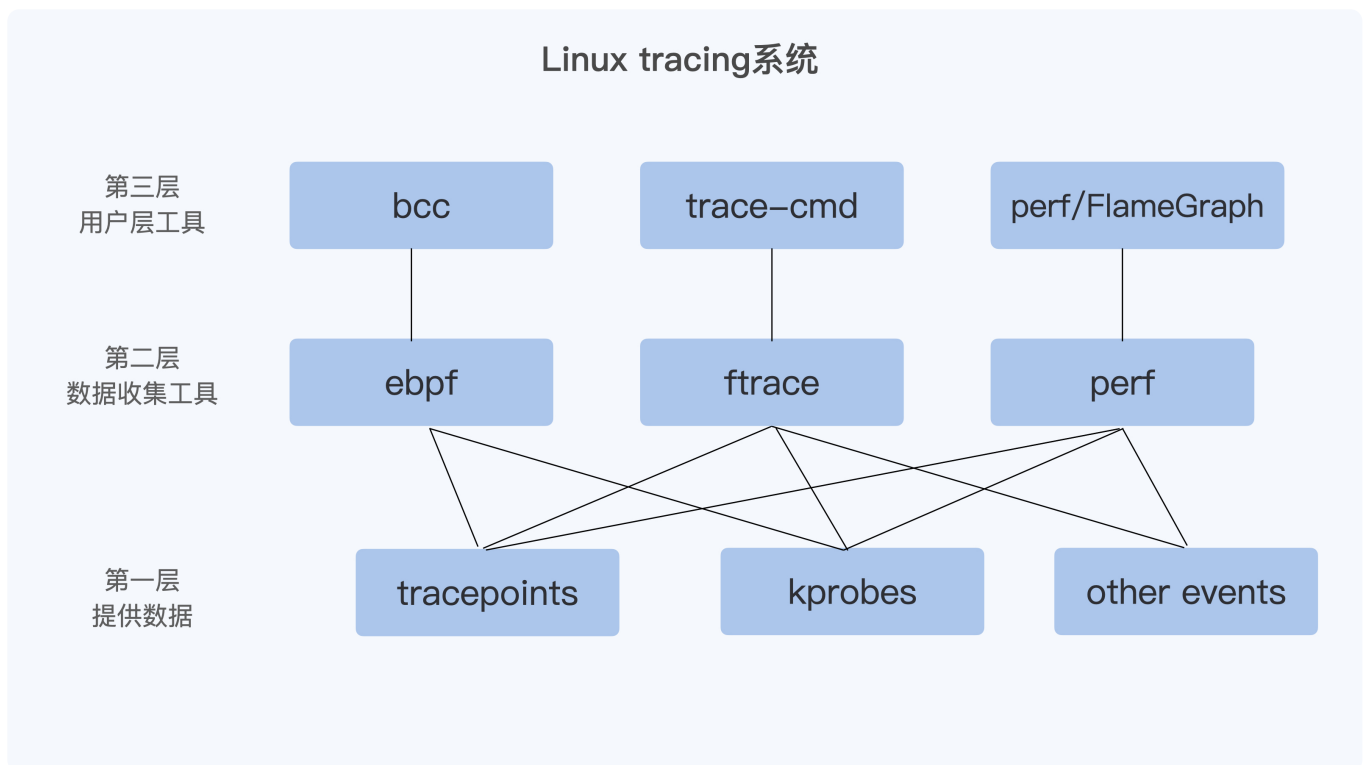 Linux tracing系统
第三层
用户层工具
bcc
trace-cmd
perf/FlameGraph
第二层
数据收集工具
ebpf
ftrace
perf
第一层
提供数据
tracepoints
kprobes
other events